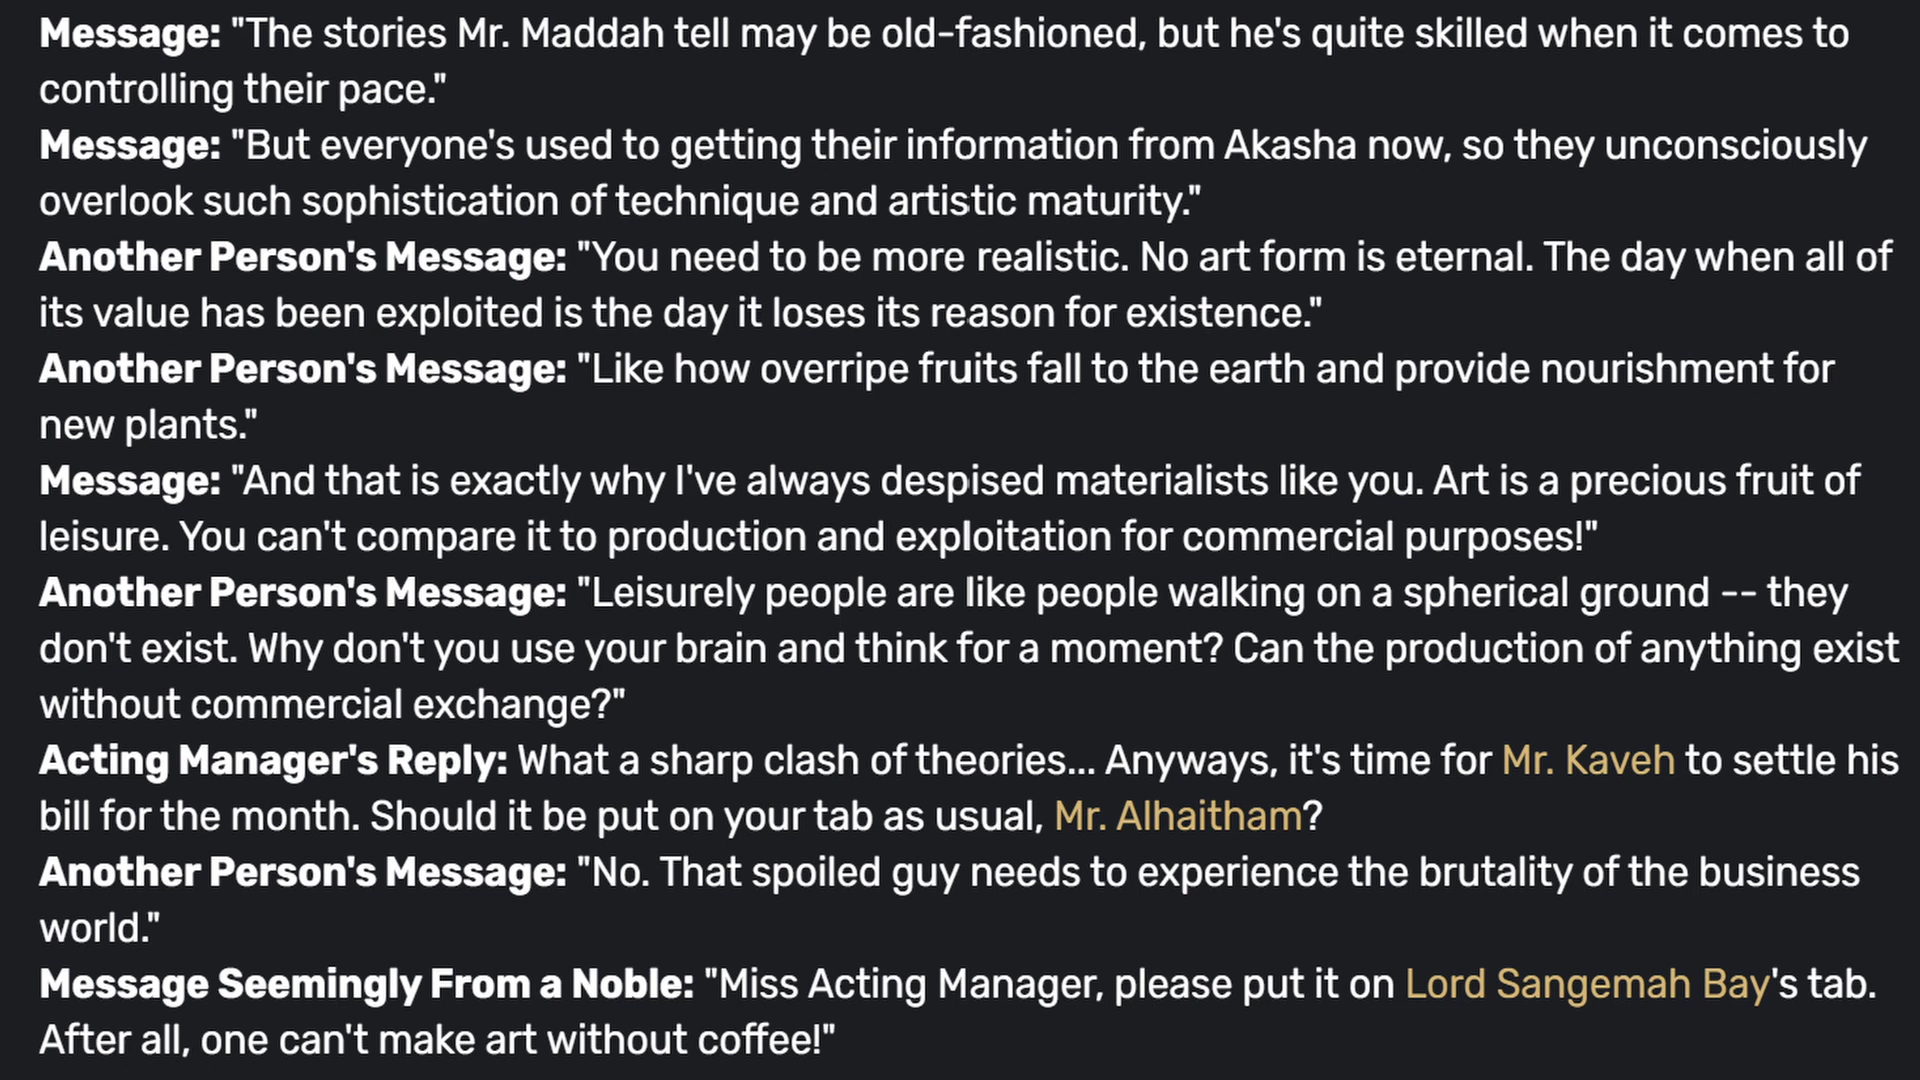 Message: "The stories Mr. Maddah tell may be old-fashioned, but he's quite skilled when it comes to
controlling their pace."
Message: "But everyone's used to getting their information from Akasha now, so they unconsciously
overlook such sophistication of technique and artistic maturity."
Another Person's Message: "You need to be more realistic. No art form is eternal. The day when all of
its value has been exploited is the day it loses its reason for existence."
Another Person's Message: "Like how overripe fruits fall to the earth and provide nourishment for
new plants."
Message: "And that is exactly why I've always despised materialists like you. Art is a precious fruit of
leisure. You can't compare it to production and exploitation for commercial purposes!"
Another Person's Message: "Leisurely people are like people walking on a spherical ground -- they
don't exist. Why don't you use your brain and think for a moment? Can the production of anything exist
without commercial exchange?"
Acting Manager's Reply: What a sharp clash of theories... Anyways, it's time for Mr. Kaveh to settle his
bill for the month. Should it be put on your tab as usual, Mr. Alhaitham?
Another Person's Message: "No. That spoiled guy needs to experience the brutality of the business
world."
Message Seemingly From a Noble: "Miss Acting Manager, please put it on Lord Sangemah Bay's tab.
After all, one can't make art without coffee!"